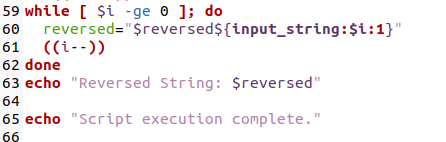 59 while [ $i -ge 0 ]; do
60   reversed="$reversed${input_string:$i:1}"
61   ((i--))
62 done
63 echo "Reversed String: $reversed"
64
65 echo "Script execution complete."
66